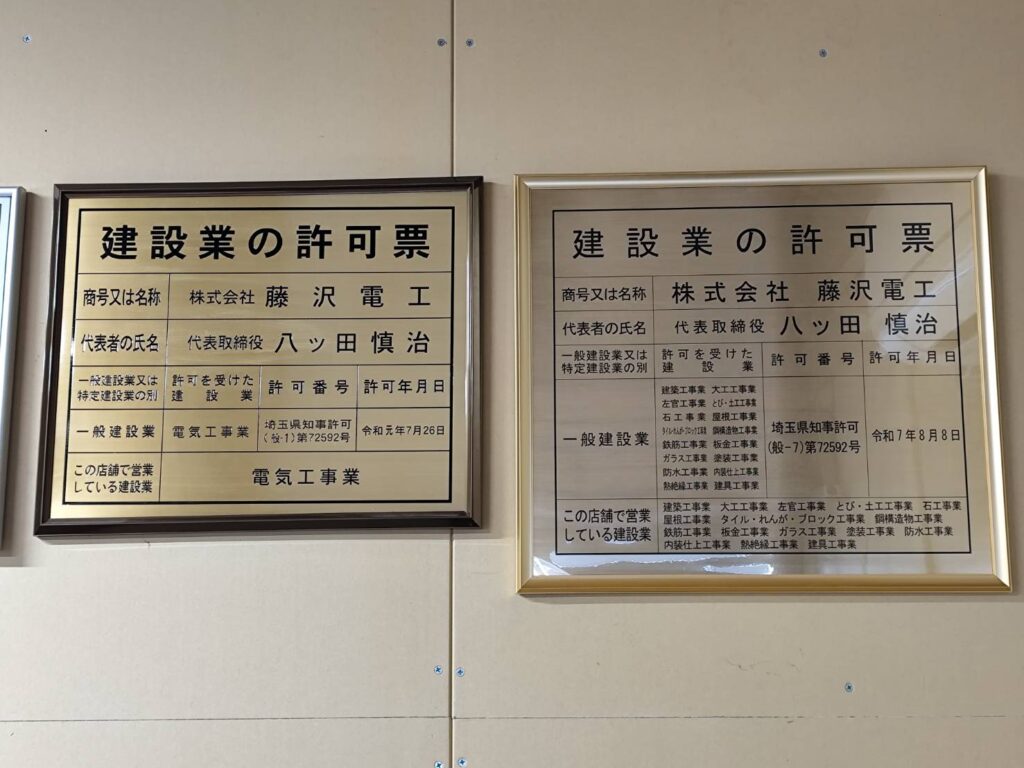 建設業の許可票
商号又は名称 株式会社 藤沢電工
代表者の氏名 代表取締役 八ッ田慎治
一般建設業又は
特定建設業の別
許可を受けた
建設業
許可番号
許可年月日
一般建設業
電気工事業
埼玉県知事許可
(般-1)第72592号
令和元年7月26日
この店舗で営業
している建設業
電気工事業
建設業の許可票
商号又は名称 株式会社 藤沢電工
代表者の氏名 代表取締役 八ッ田 慎治
一般建設業又は
特定建設業の別
許可を受けた
建設業
許可番号
許可年月日
一般建設業
建築工事業 大工工事業
左官工事業 とび・土工工事業
石工事業 屋根工事業
タイル・れんが・ブロック工事業 鋼構造物工事業
鉄筋工事業 板金工事業
ガラス工事業 塗装工事業
防水工事業 内装仕上工事業
熱絶縁工事業 建具工事業
埼玉県知事許可
(般-7)第72592号
令和7年8月8日
この店舗で営業
している建設業
建築工事業 大工工事業 左官工事業 とび・土工工事業 石工事業
屋根工事業 タイル・れんが・ブロック工事業 鋼構造物工事業
鉄筋工事業 板金工事業 ガラス工事業 塗装工事業 防水工事業
内装仕上工事業 熱絶縁工事業 建具工事業